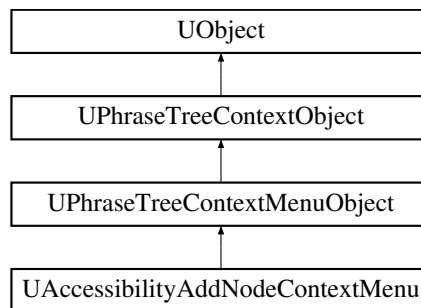 UObject
UPhraseTreeContextObject
UPhraseTreeContextMenuObject
UAccessibilityAddNodeContextMenu